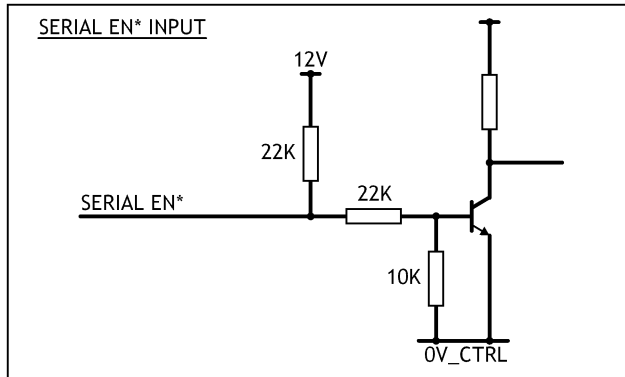 SERIAL EN* INPUT
12V
22K
SERIAL EN*
22K
10K
0V_CTRL